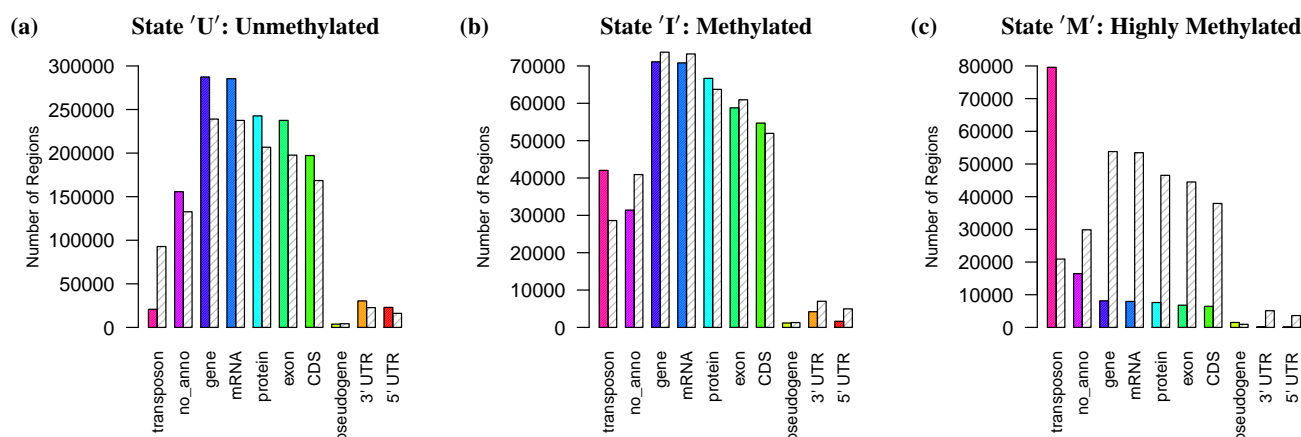 (a) State 'U': Unmethylated
Number of Regions
300000
250000
200000
150000
100000
50000
0
transposon
no_anno
gene
mRNA
protein
exon
CDS
pseudogene
3' UTR
5' UTR
(b) State 'I': Methylated
Number of Regions
70000
60000
50000
40000
30000
20000
10000
0
transposon
no_anno
gene
mRNA
protein
exon
CDS
pseudogene
3' UTR
5' UTR
(c) State 'M': Highly Methylated
Number of Regions
80000
70000
60000
50000
40000
30000
20000
10000
0
transposon
no_anno
gene
mRNA
protein
exon
CDS
pseudogene
3' UTR
5' UTR